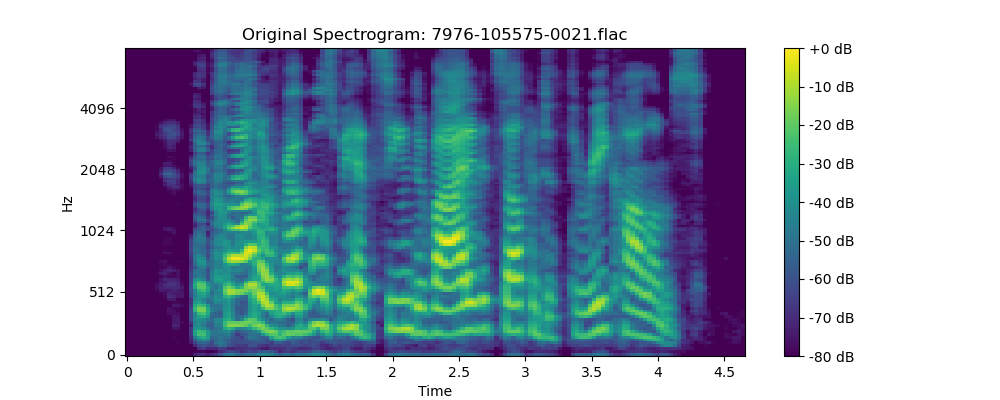 Original Spectrogram: 7976-105575-0021.flac
Hz
4096
2048
1024
512
0
0 0.5 1 1.5 2 2.5 3 3.5 4 4.5
Time
+0 dB
-10 dB
-20 dB
-30 dB
-40 dB
-50 dB
-60 dB
-70 dB
-80 dB